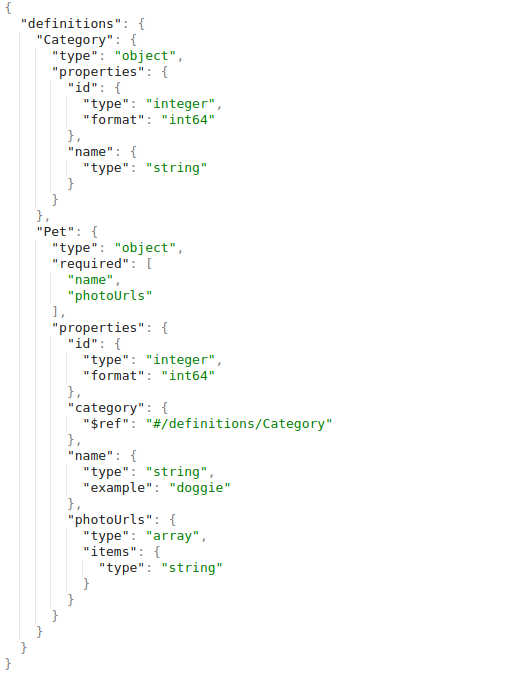 {
  "definitions": {
    "Category": {
      "type": "object",
      "properties": {
        "id": {
          "type": "integer",
          "format": "int64"
        },
        "name": {
          "type": "string"
        }
      }
    },
    "Pet": {
      "type": "object",
      "required": [
        "name",
        "photoUrls"
      ],
      "properties": {
        "id": {
          "type": "integer",
          "format": "int64"
        },
        "category": {
          "$ref": "#/definitions/Category"
        },
        "name": {
          "type": "string",
          "example": "doggie"
        },
        "photoUrls": {
          "type": "array",
          "items": {
            "type": "string"
          }
        }
      }
    }
  }
}